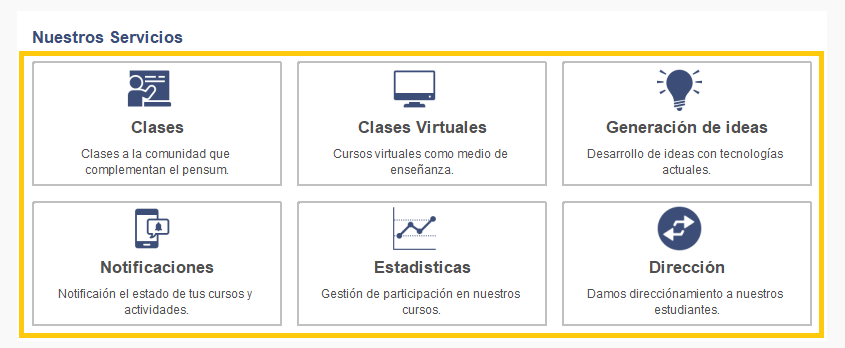 Nuestros Servicios
Clases
Clases a la comunidad que
complementan el pensum.
Clases Virtuales
Cursos virtuales como medio de
enseñanza.
Generación de ideas
Desarrollo de ideas con tecnologías
actuales.
Notificaciones
Notificaión el estado de tus cursos y
actividades.
Estadisticas
Gestión de participación en nuestros
cursos.
Dirección
Damos direcciónamiento a nuestros
estudiantes.